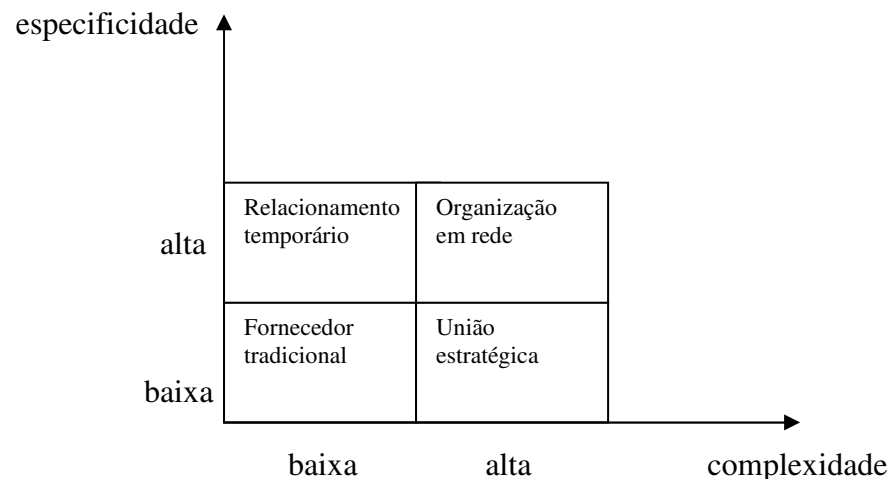 especificidade
Relacionamento
temporário
Organização
em rede
alta
Fornecedor
tradicional
União
estratégica
baixa
baixa
alta
complexidade